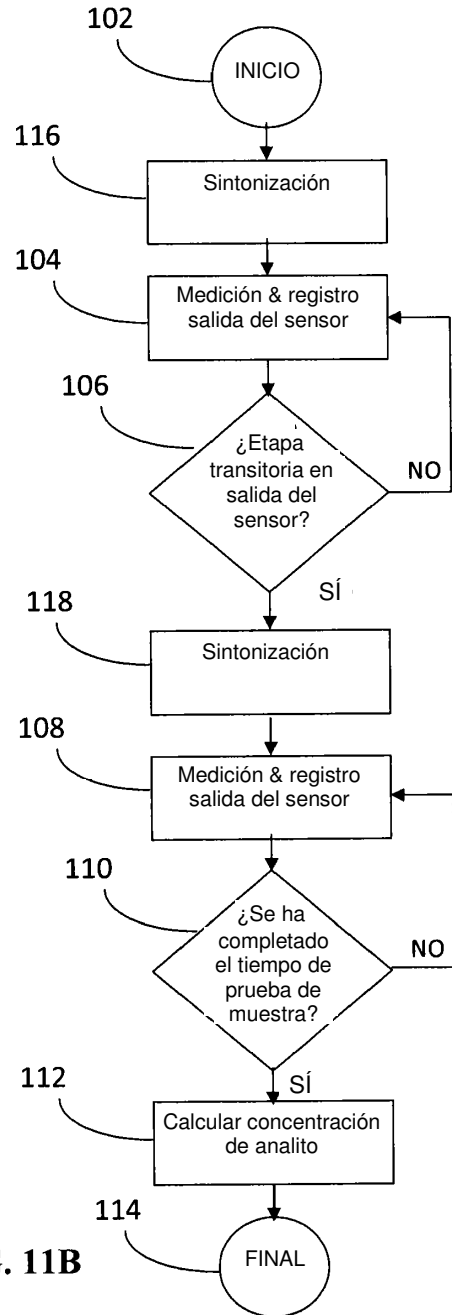 102
INICIO
116
Sintonización
104
Medición & registro
salida del sensor
106
¿Etapa
transitoria en
salida del
sensor?
NO
SÍ
118
Sintonización
108
Medición & registro
salida del sensor
110
¿Se ha
completado
el tiempo de
prueba de
muestra?
NO
SÍ
112
Calcular concentración
de analito
114
FINAL
. 11B